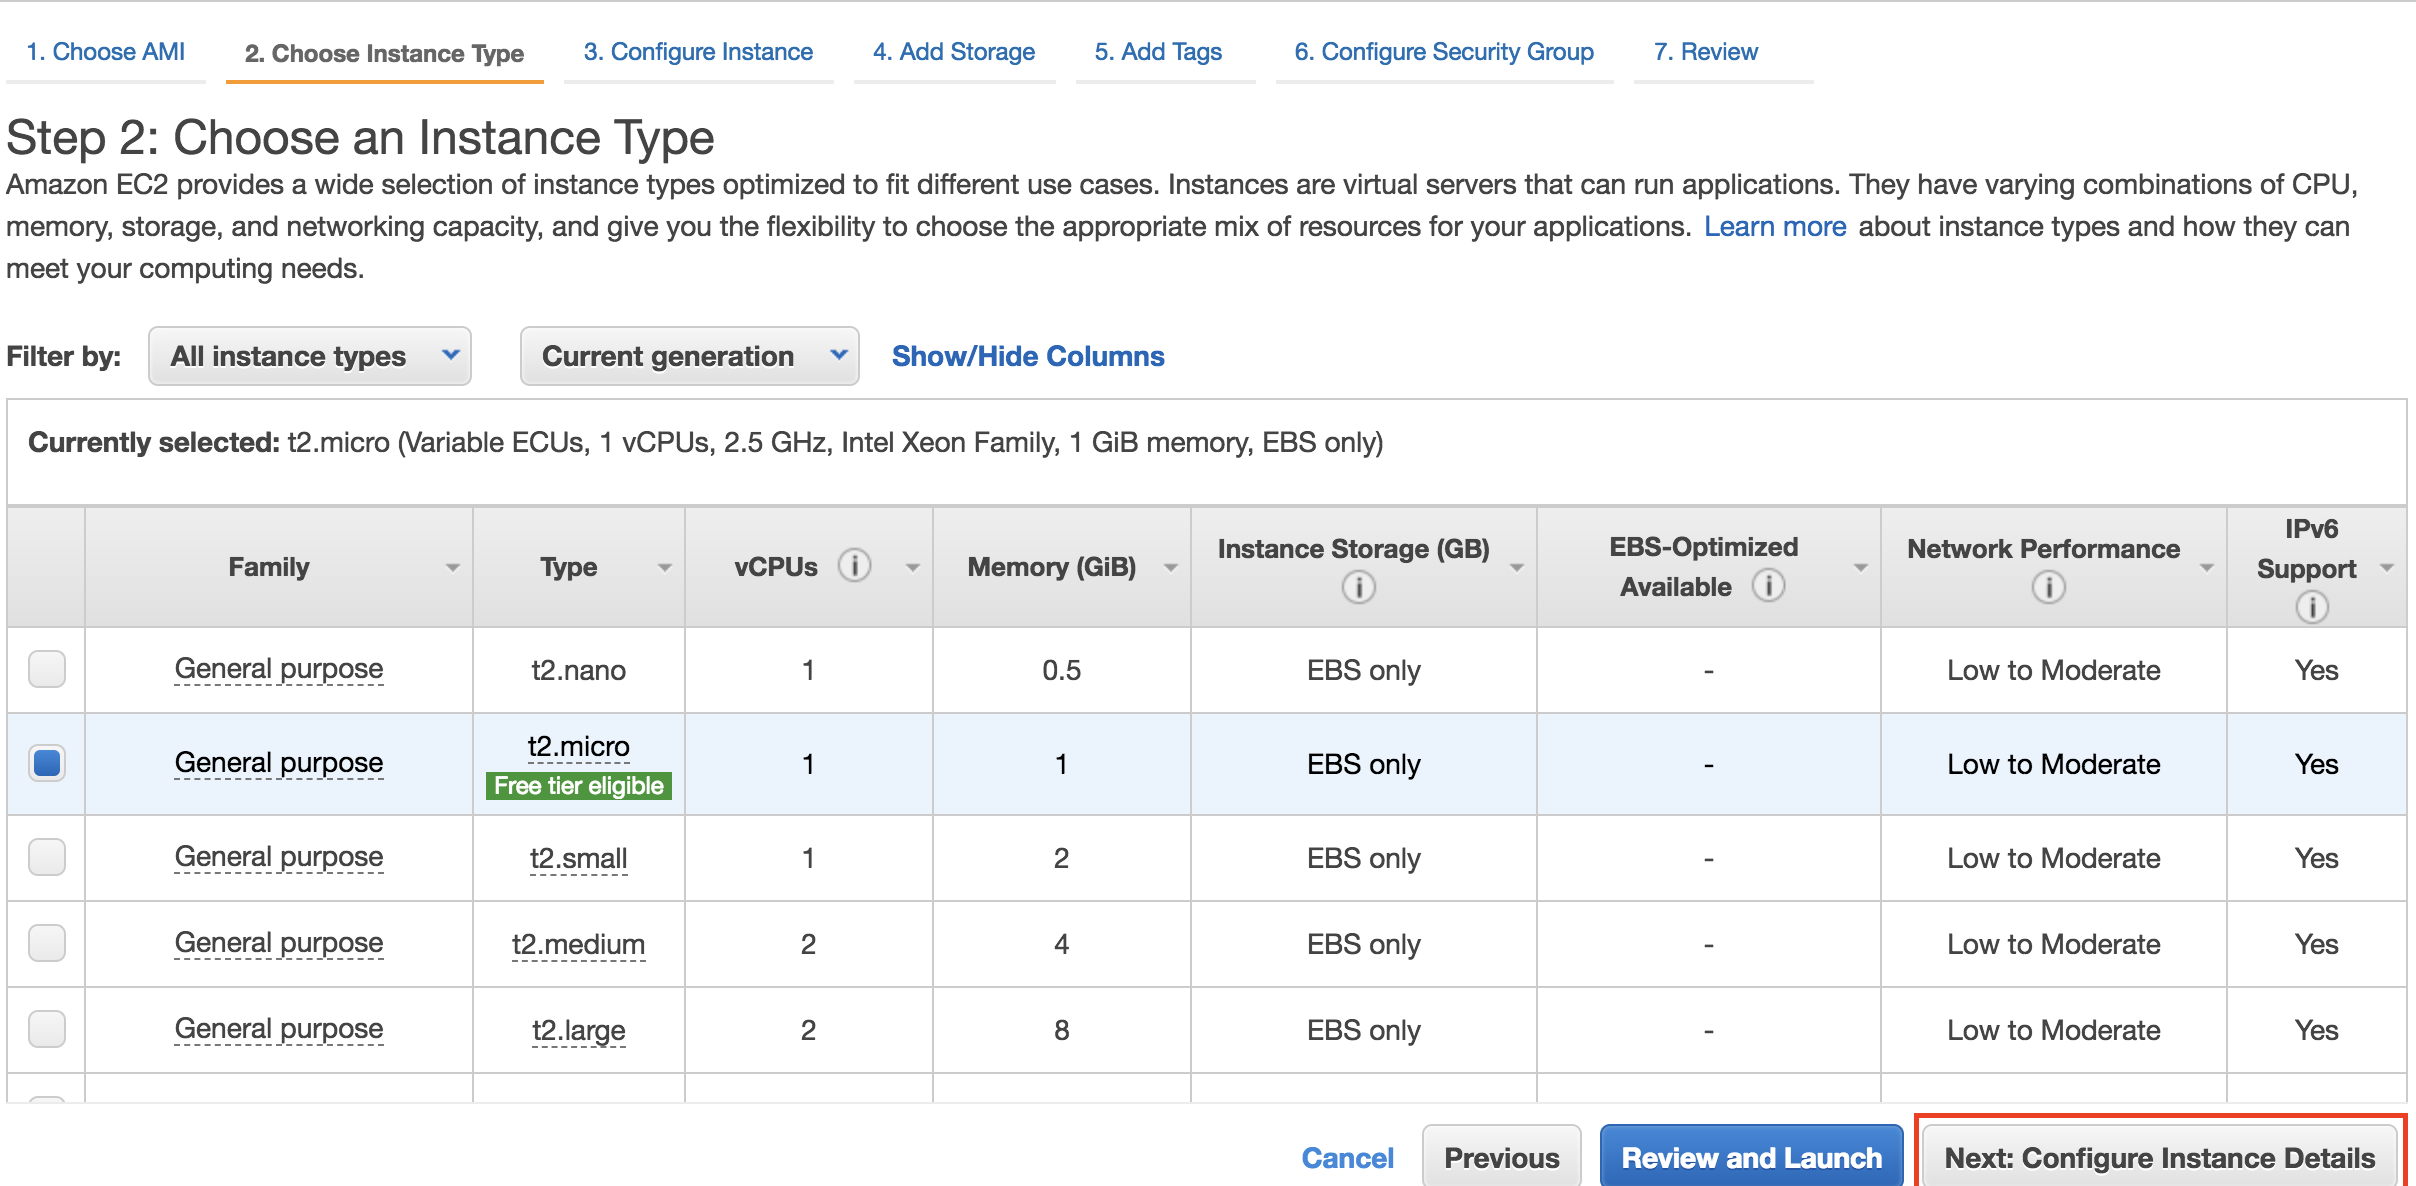 1. Choose AMI 2. Choose Instance Type 3. Configure Instance 4. Add Storage 5. Add Tags 6. Configure Security Group 7. Review
Step 2: Choose an Instance Type
Amazon EC2 provides a wide selection of instance types optimized to fit different use cases. Instances are virtual servers that can run applications. They have varying combinations of CPU,
memory, storage, and networking capacity, and give you the flexibility to choose the appropriate mix of resources for your applications. Learn more about instance types and how they can
meet your computing needs.
Filter by: All instance types Current generation Show/Hide Columns
Currently selected: t2.micro (Variable ECUs, 1 vCPUs, 2.5 GHz, Intel Xeon Family, 1 GiB memory, EBS only)
Family Type vCPUs i Memory (GiB) Instance Storage (GB) i EBS-Optimized Available i Network Performance i IPv6 Support i
General purpose t2.nano 1 0.5 EBS only - Low to Moderate Yes
General purpose t2.micro Free tier eligible 1 1 EBS only - Low to Moderate Yes
General purpose t2.small 1 2 EBS only - Low to Moderate Yes
General purpose t2.medium 2 4 EBS only - Low to Moderate Yes
General purpose t2.large 2 8 EBS only - Low to Moderate Yes
Cancel Previous Review and Launch Next: Configure Instance Details